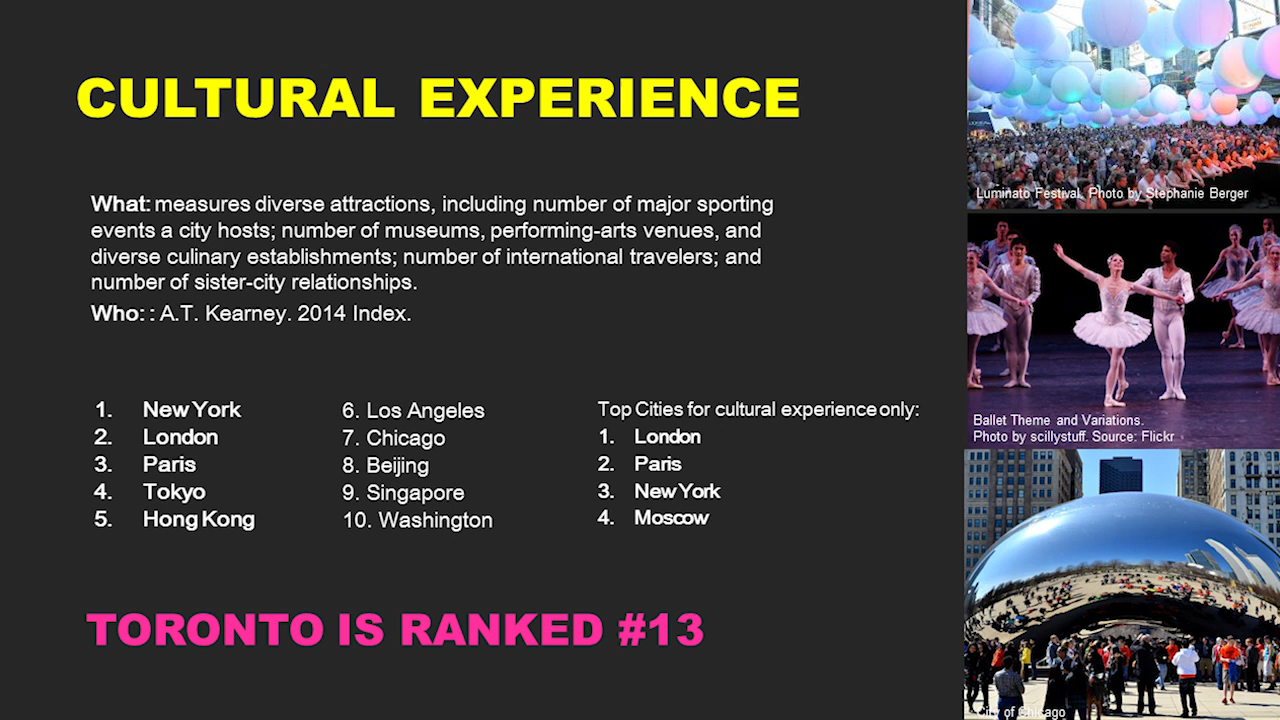 CULTURAL EXPERIENCE
What: measures diverse attractions, including number of major sporting
events a city hosts; number of museums, performing-arts venues, and
diverse culinary establishments; number of international travelers; and
number of sister-city relationships.
Who: : A.T. Kearney. 2014 Index.
1. New York
2. London
3. Paris
4. Tokyo
5. Hong Kong
6. Los Angeles
7. Chicago
8. Beijing
9. Singapore
10. Washington
Top Cities for cultural experience only:
1. London
2. Paris
3. New York
4. Moscow
TORONTO IS RANKED #13
Luminato Festival. Photo by Stephanie Berger
Ballet Theme and Variations.
Photo by scillystuff. Source: Flickr
City of Chicago